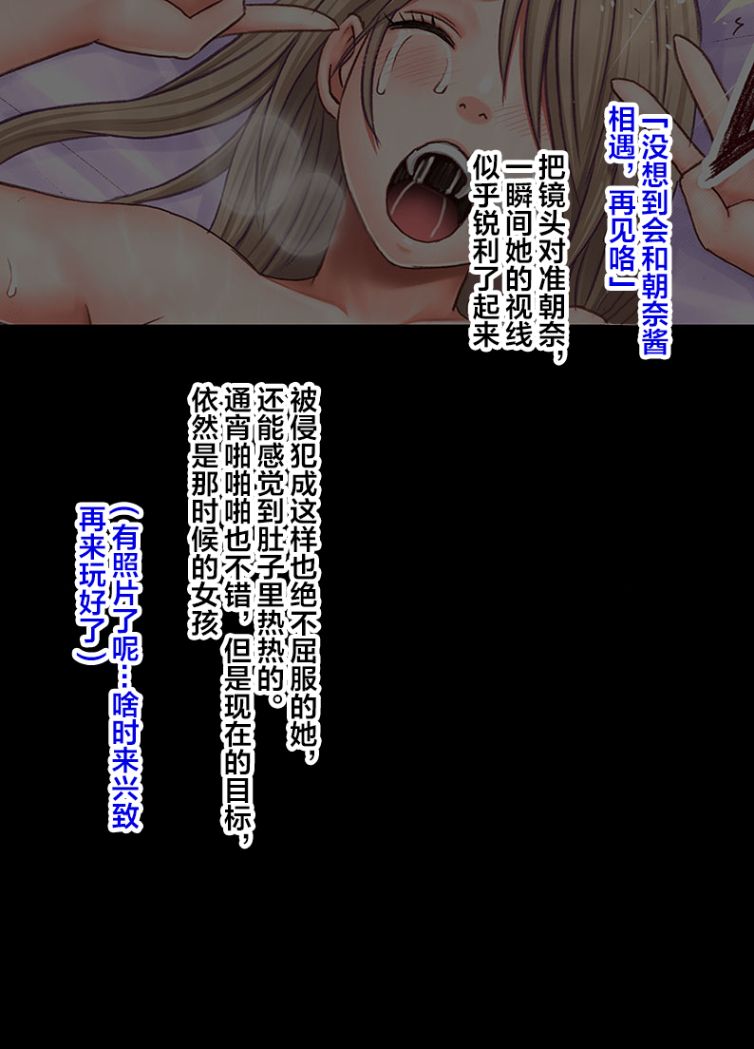 「没想到会和朝奈酱
相遇，再见咯」
把镜头对准朝奈，
一瞬间她的视线
似乎锐利了起来
被侵犯成这样也绝不屈服的她，
还能感觉到肚子里热热的。
通宵啪啪啪也不错，但是现在的目标，
依然是那时候的女孩
（有照片了呢…啥时来兴致
再来玩好了）